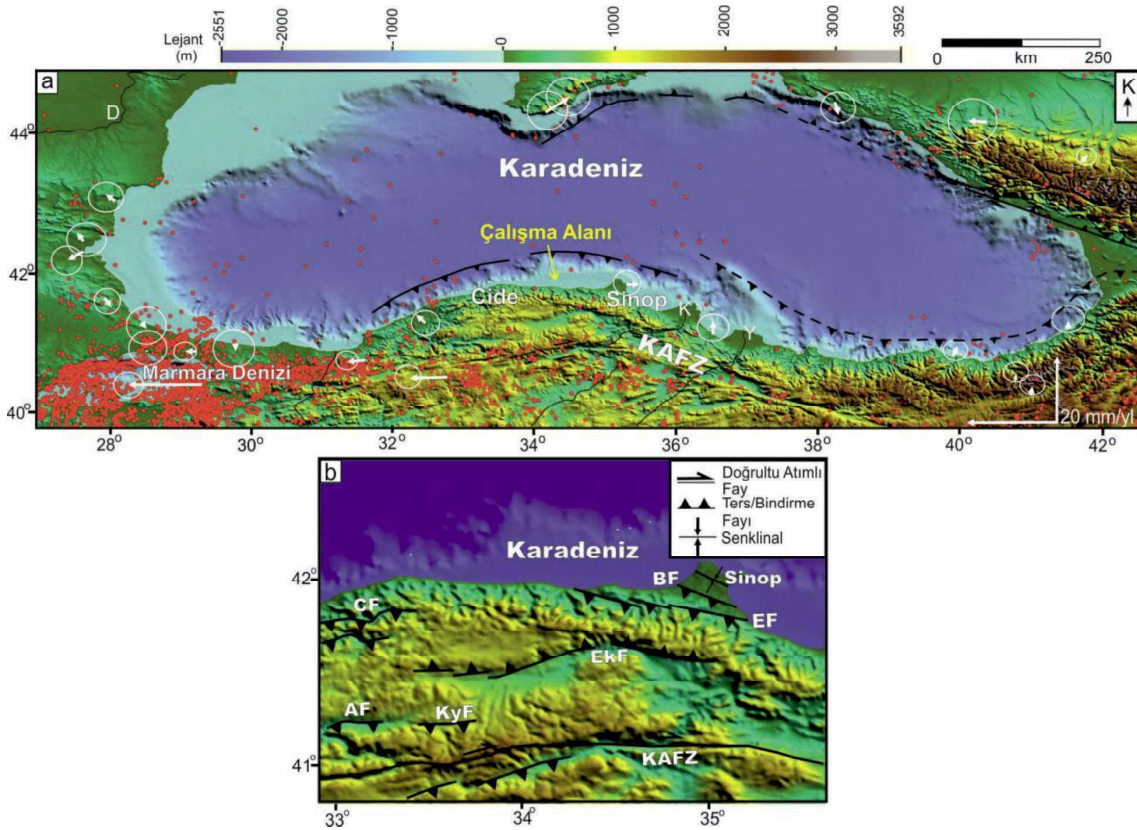 Lejant
(m)
-2551
-2000
-1000
0
1000
2000
3000
3592
0
km
250
a
K
D
44°
42°
40°
Karadeniz
Çalışma Alanı
Cide
Sinop
K
Y
KAFZ
Marmara Denizi
20 mm/yl
28°
30°
32°
34°
36°
38°
40°
42°
b
Doğrultu Atımlı
Fay
Ters/Bindirme
Fayı
Senklinal
Karadeniz
42°
41°
BF
Sinop
CF
EF
EkF
AF
KyF
KAFZ
33°
34°
35°